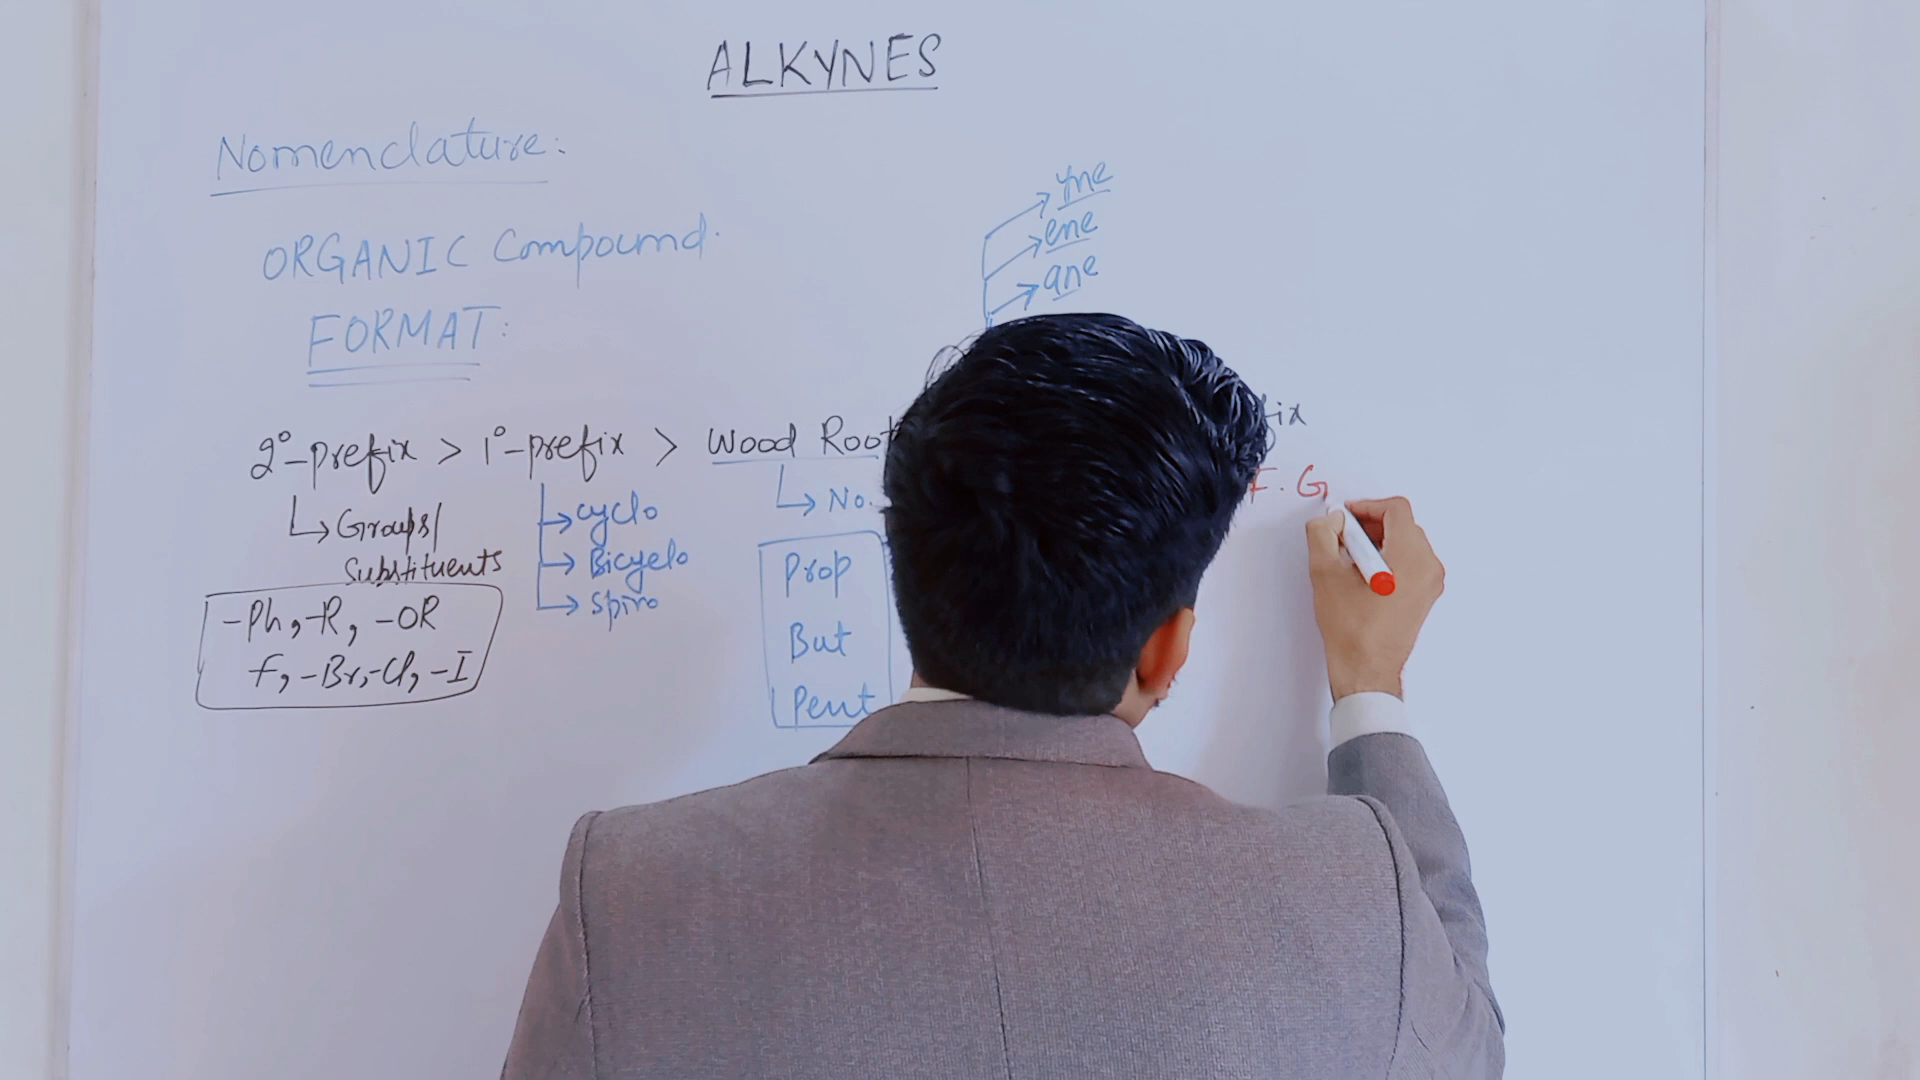 ALKYNES
Nomenclature:
ORGANIC Compound.
FORMAT:
yne
ene
ane
2°-prefix > 1°-prefix > Wood Root
Groups/
Substituents
-Ph, -R, -OR
F, -Br, -Cl, -I
cyclo
Bicyclo
spiro
No.
Prop
But
Pent
fix
F. G